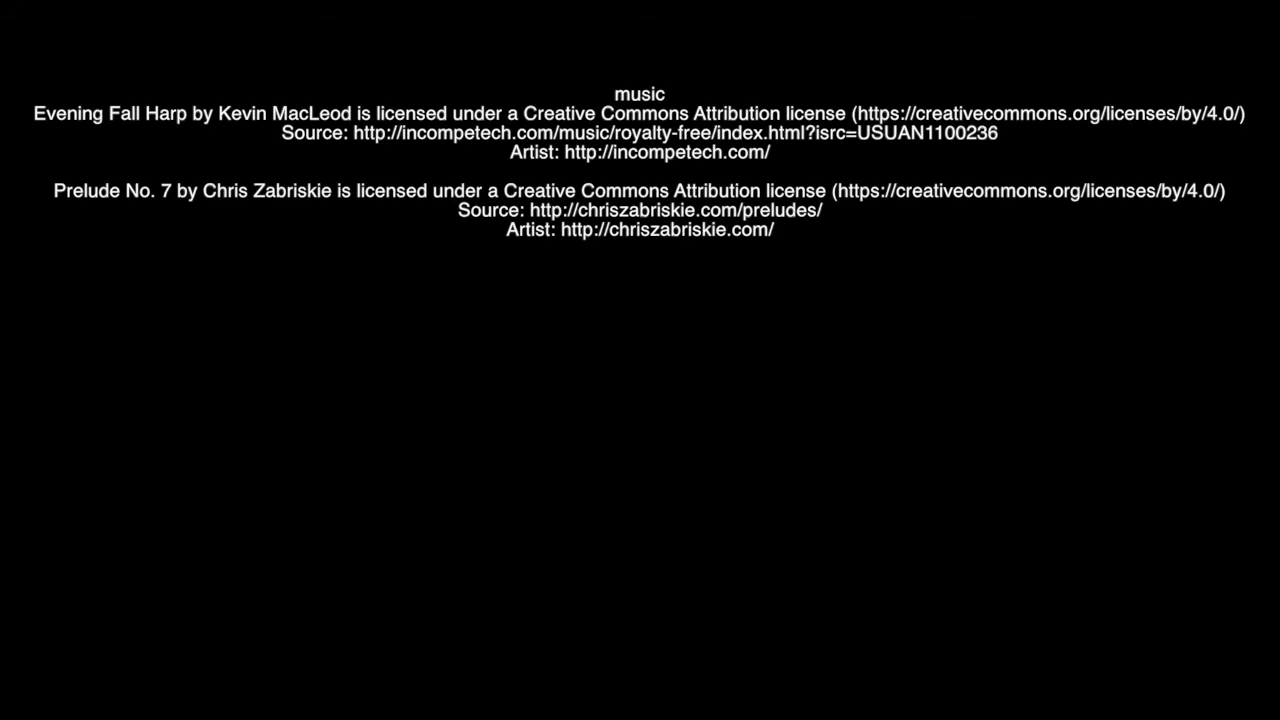 music
Evening Fall Harp by Kevin MacLeod is licensed under a Creative Commons Attribution license (https://creativecommons.org/licenses/by/4.0/)
Source: http://incompetech.com/music/royalty-free/index.html?isrc=USUAN1100236
Artist: http://incompetech.com/
Prelude No. 7 by Chris Zabriskie is licensed under a Creative Commons Attribution license (https://creativecommons.org/licenses/by/4.0/)
Source: http://chriszabriskie.com/preludes/
Artist: http://chriszabriskie.com/